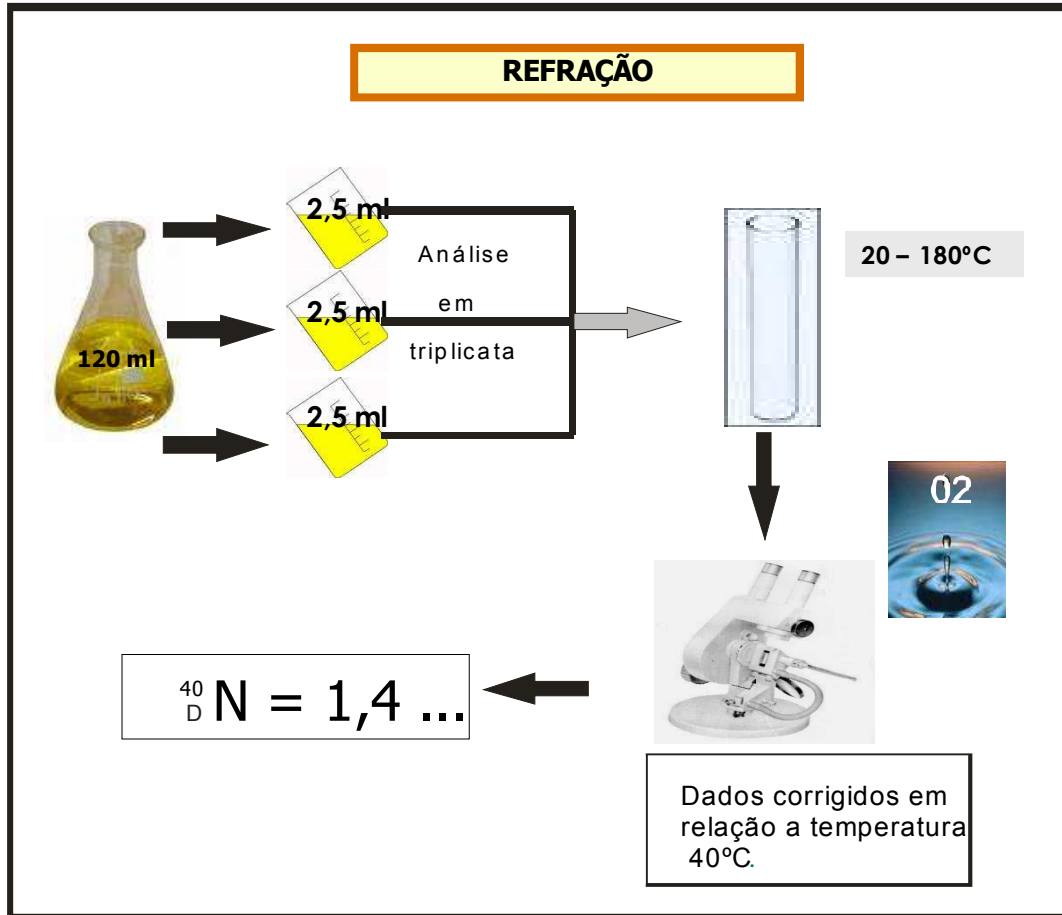 REFRAÇÃO
2,5 ml
Análise
em
triplicata
2,5 ml
2,5 ml
120 ml
20 – 180ºC
02
40
D N = 1,4 ...
Dados corrigidos em
relação a temperatura
40ºC.